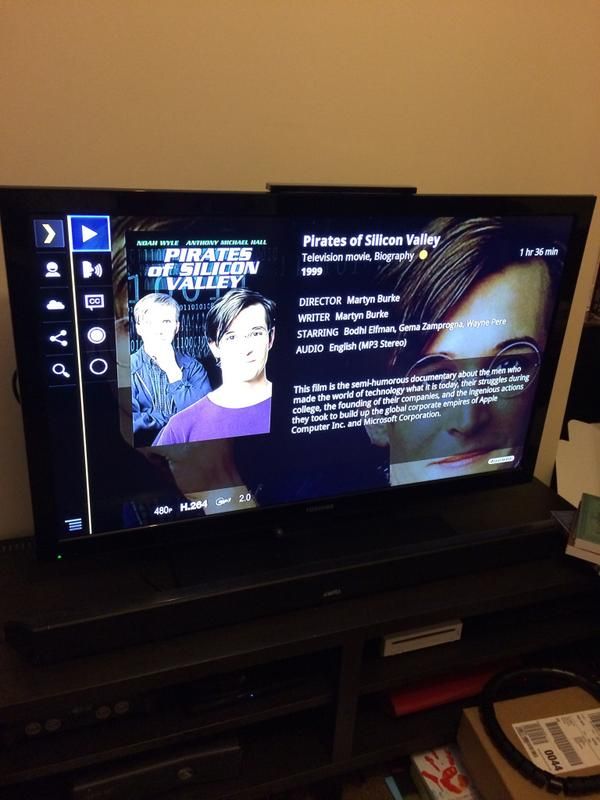 NOAH WYLE ANTHONY MICHAEL HALL
PIRATES
of SILICON
VALLEY
Pirates of Silicon Valley
Television movie, Biography
1 hr 36 min
1999
DIRECTOR Martyn Burke
WRITER Martyn Burke
STARRING Bodhi Elfman, Gema Zamprogna, Wayne Pere
AUDIO English (MP3 Stereo)
This film is the semi-humorous documentary about the men who
made the world of technology what it is today, their struggles during
college, the founding of their companies, and the ingenious actions
they took to build up the global corporate empires of Apple
Computer Inc. and Microsoft Corporation.
CC
480P H.264 2.0
TOSHIBA
0044